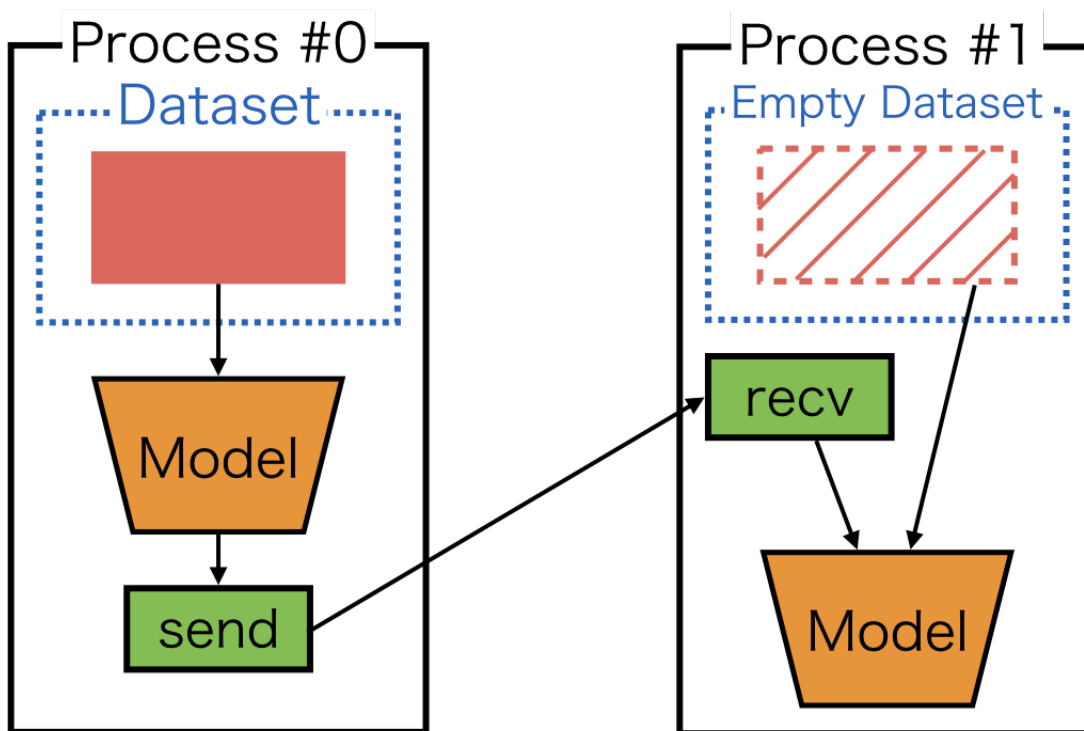 Process #0
Dataset
Model
send
Process #1
Empty Dataset
recv
Model